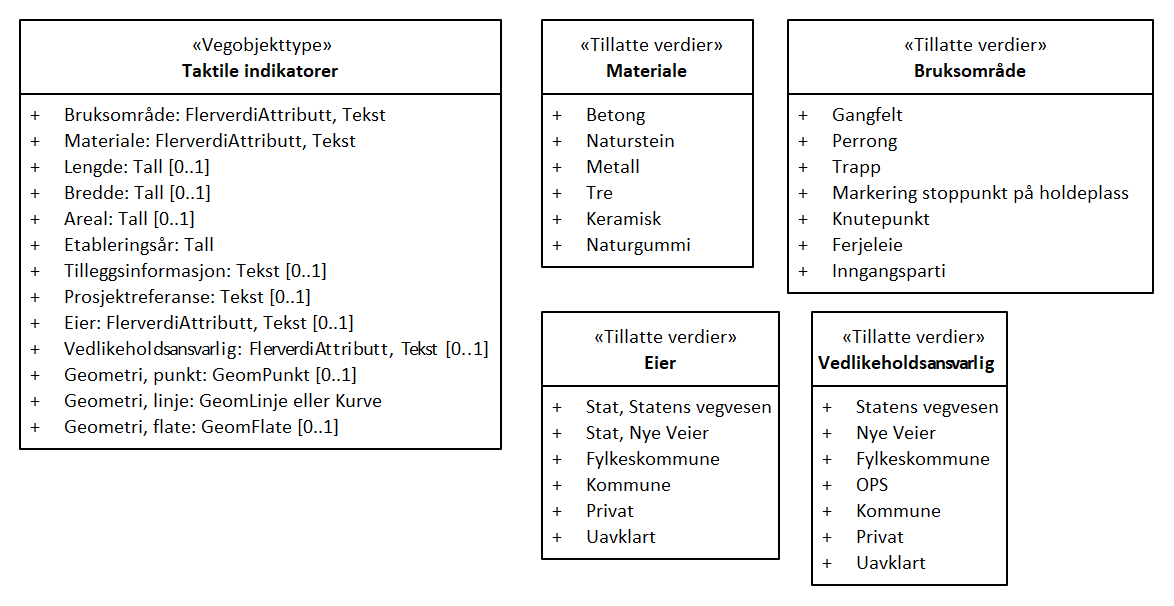 «Vegobjekttype»
Taktile indikatorer
+ Bruksområde: FlerverdiAttributt, Tekst
+ Materiale: FlerverdiAttributt, Tekst
+ Lengde: Tall [0..1]
+ Bredde: Tall [0..1]
+ Areal: Tall [0..1]
+ Etableringsår: Tall
+ Tilleggsinformasjon: Tekst [0..1]
+ Prosjektreferanse: Tekst [0..1]
+ Eier: FlerverdiAttributt, Tekst [0..1]
+ Vedlikeholdsansvarlig: FlerverdiAttributt, Tekst [0..1]
+ Geometri, punkt: GeomPunkt [0..1]
+ Geometri, linje: GeomLinje eller Kurve
+ Geometri, flate: GeomFlate [0..1]
«Tillatte verdier»
Materiale
+ Betong
+ Naturstein
+ Metall
+ Tre
+ Keramisk
+ Naturgummi
«Tillatte verdier»
Bruksområde
+ Gangfelt
+ Perrong
+ Trapp
+ Markering stoppunkt på holdeplass
+ Knutepunkt
+ Ferjeleie
+ Inngangsparti
«Tillatte verdier»
Eier
+ Stat, Statens vegvesen
+ Stat, Nye Veier
+ Fylkeskommune
+ Kommune
+ Privat
+ Uavklart
«Tillatte verdier»
Vedlikeholdsansvarlig
+ Statens vegvesen
+ Nye Veier
+ Fylkeskommune
+ OPS
+ Kommune
+ Privat
+ Uavklart